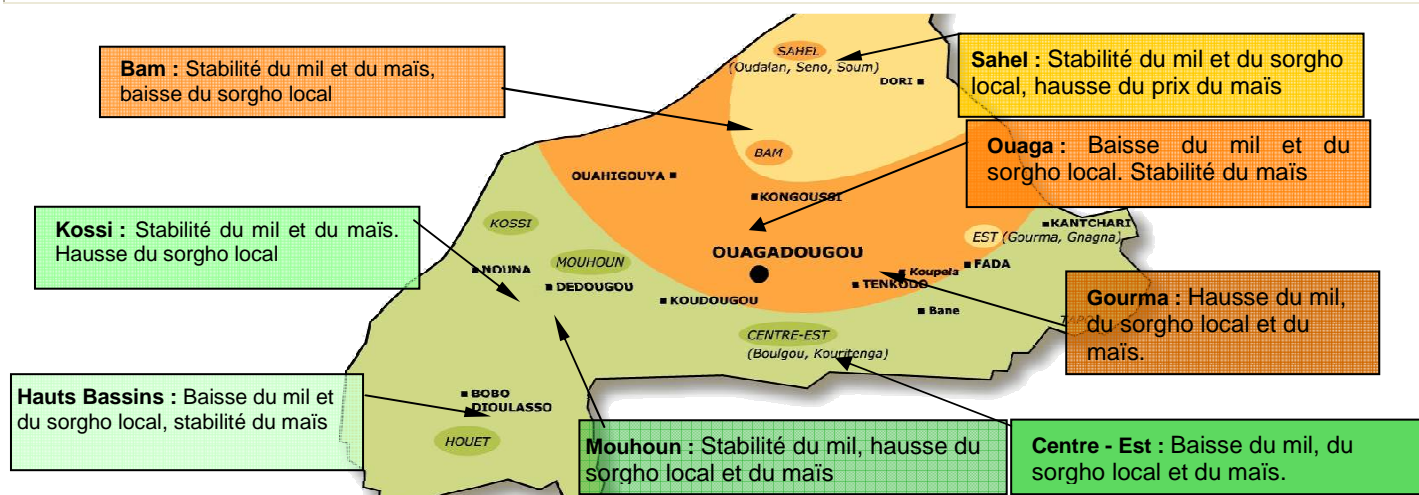 Bam : Stabilité du mil et du maïs,
baisse du sorgho local
SAHEL
(Oudalan, Seno, Soum)
DORI
Sahel : Stabilité du mil et du sorgho
local, hausse du prix du maïs
Ouaga : Baisse du mil et du
sorgho local. Stabilité du maïs
BAM
OUAHIGOUYA
KONGOUSSI
Kossi : Stabilité du mil et du maïs.
Hausse du sorgho local
KOSSI
KANTCHARI
EST (Gourma, Gnagna)
OUAGADOUGOU
MOUHOUN
NOUNA
DEDOUGOU
Koupela
FADA
TENKODO
KOUDOUGOU
Bane
Gourma : Hausse du mil,
du sorgho local et du
maïs.
CENTRE-EST
(Boulgou, Kouritenga)
Hauts Bassins : Baisse du mil et
du sorgho local, stabilité du maïs
BOBO
DIOULASSO
HOUET
Mouhoun : Stabilité du mil, hausse du
sorgho local et du maïs
Centre - Est : Baisse du mil, du
sorgho local et du maïs.